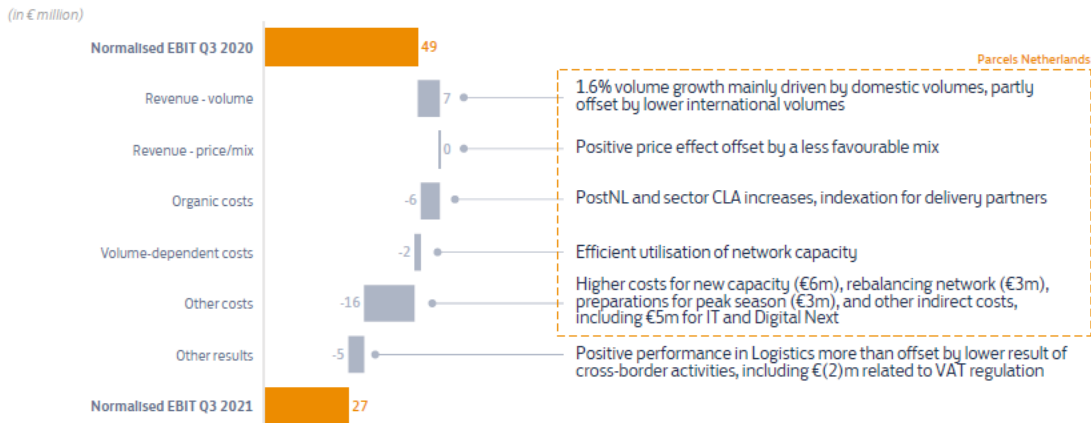 (in € million)
Normalised EBIT Q3 2020
49
Parcels Netherlands
Revenue - volume
7
1.6% volume growth mainly driven by domestic volumes, partly
offset by lower international volumes
Revenue - price/mix
0
Positive price effect offset by a less favourable mix
Organic costs
-6
PostNL and sector CLA increases, indexation for delivery partners
Volume-dependent costs
-2
Efficient utilisation of network capacity
Other costs
-16
Higher costs for new capacity (€6m), rebalancing network (€3m),
preparations for peak season (€3m), and other indirect costs,
including €5m for IT and Digital Next
Other results
-5
Positive performance in Logistics more than offset by lower result of
cross-border activities, including €(2)m related to VAT regulation
Normalised EBIT Q3 2021
27